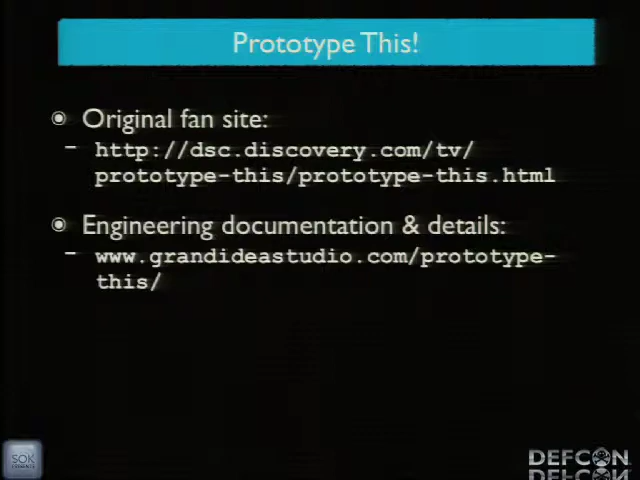 Prototype This!
Original fan site:
- http://dsc.discovery.com/tv/
prototype-this/prototype-this.html
Engineering documentation & details:
- www.grandideastudio.com/prototype-
this/
SOK
DEFCON